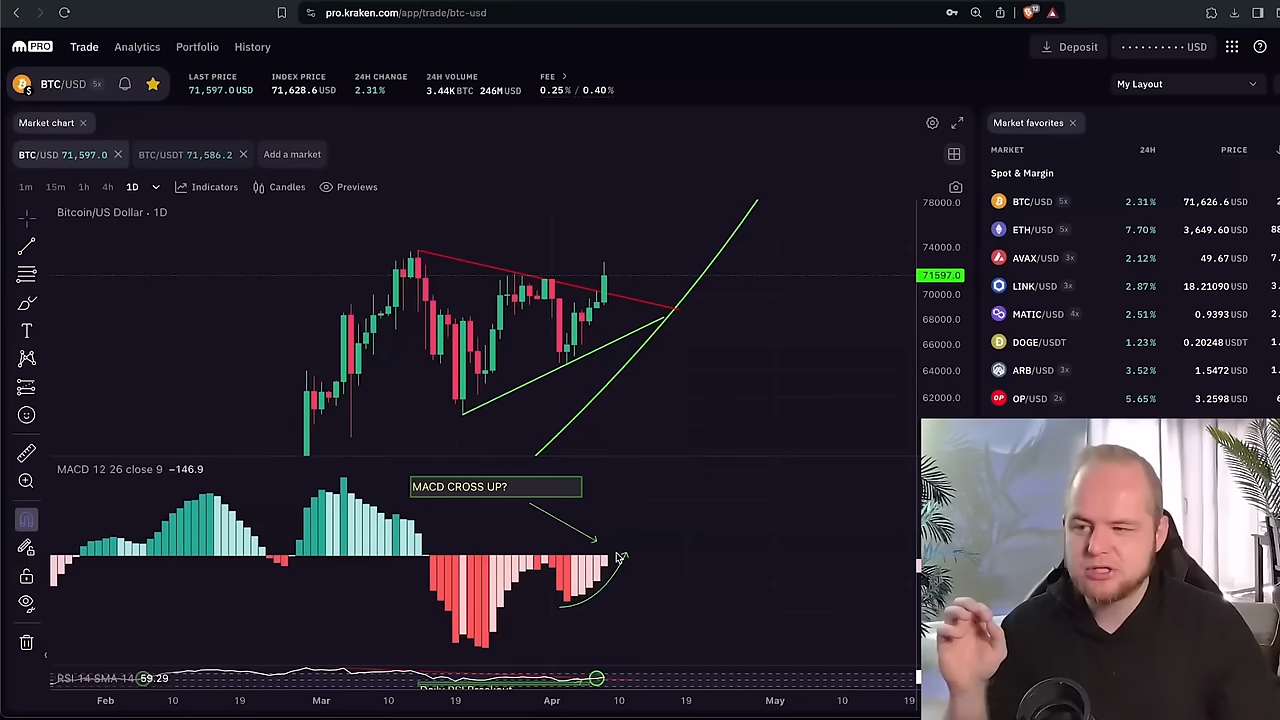 pro.kraken.com/app/trade/btc-usd
PRO Trade Analytics Portfolio History
Deposit ·········· USD
BTC/USD 5x
LAST PRICE INDEX PRICE 24H CHANGE 24H VOLUME FEE
71,597.0 USD 71,628.6 USD 2.31% 3.44K BTC 246M USD 0.25% / 0.40%
My Layout
Market chart
Market favorites
BTC/USD 71,597.0 BTC/USDT 71,586.2 Add a market
MARKET 24H PRICE
1m 15m 1h 4h 1D Indicators Candles Previews
Spot & Margin
BTC/USD 5x 2.31% 71,626.6 USD
ETH/USD 5x 7.70% 3,649.60 USD
AVAX/USD 3x 2.12% 49.67 USD
LINK/USD 3x 2.87% 18.21090 USD
MATIC/USD 4x 2.51% 0.9393 USD
DOGE/USDT 1.23% 0.20248 USDT
ARB/USD 3x 3.52% 1.5472 USD
OP/USD 2x 5.65% 3.2598 USD
Bitcoin/US Dollar · 1D
78000.0
74000.0
71597.0
70000.0
68000.0
66000.0
64000.0
62000.0
MACD 12 26 close 9 −146.9
MACD CROSS UP?
RSI 14 SMA 14 59.29
Daily RSI Breakout
Feb 10 19 Mar 10 19 Apr 10 19 May 10 19